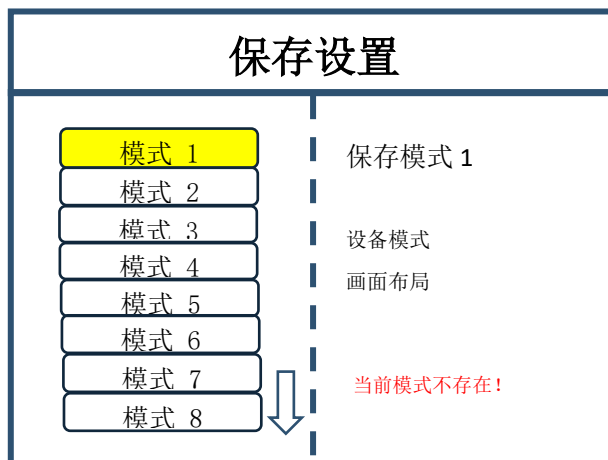 保存设置
模式 1
模式 2
模式 3
模式 4
模式 5
模式 6
模式 7
模式 8
保存模式 1
设备模式
画面布局
当前模式不存在！